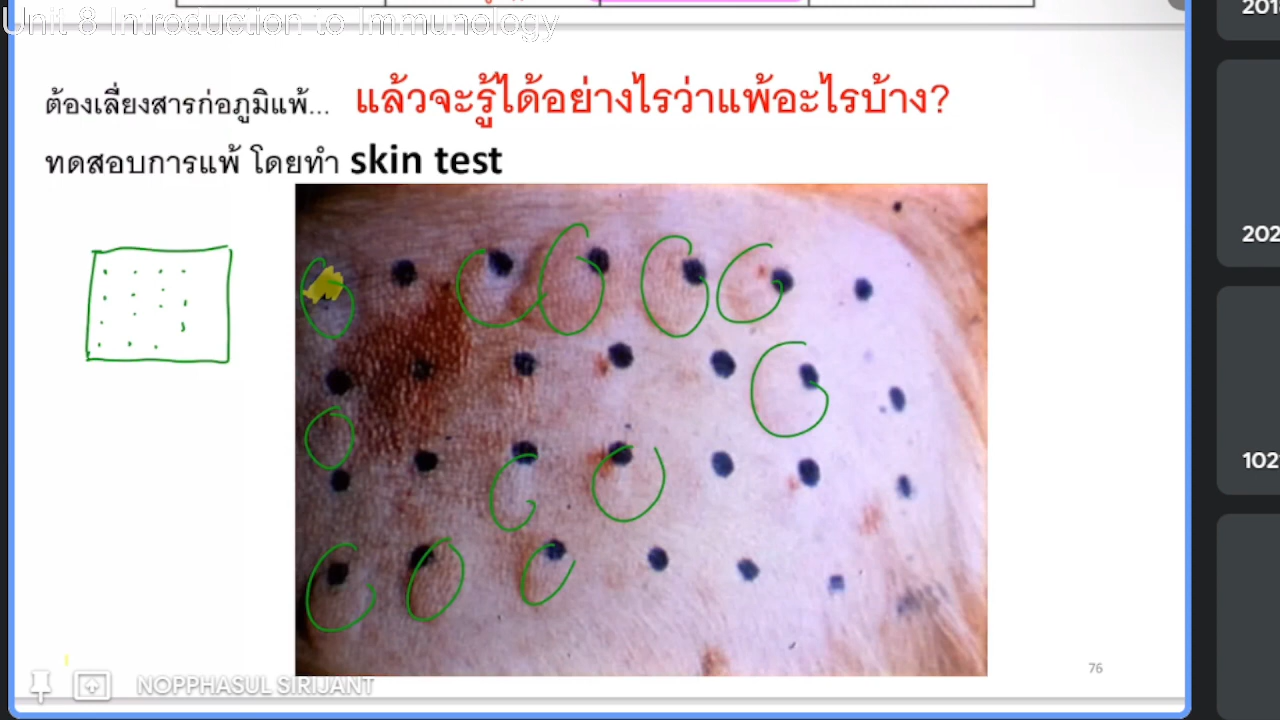 Unit 8 Introduction to Immunology
ต้องเลี่ยงสารก่อภูมิแพ้... แล้วจะรู้ได้อย่างไรว่าแพ้อะไรบ้าง?
ทดสอบการแพ้ โดยทำ skin test
76
NOPPHASUL SIRIJANT
201
202
102